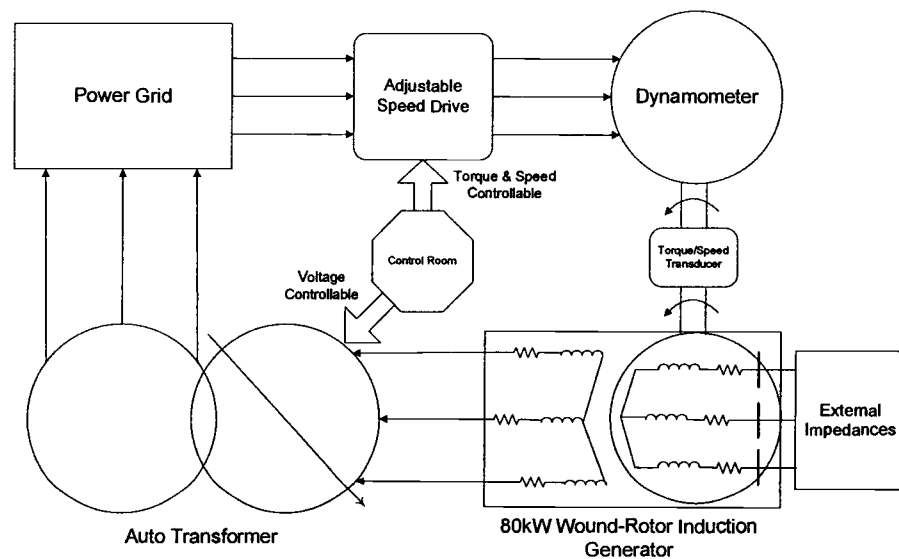 Power Grid
Adjustable
Speed Drive
Dynamometer
Torque & Speed
Controllable
Control Room
Voltage
Controllable
Torque/Speed
Transducer
External
Impedances
Auto Transformer
80kW Wound-Rotor Induction
Generator